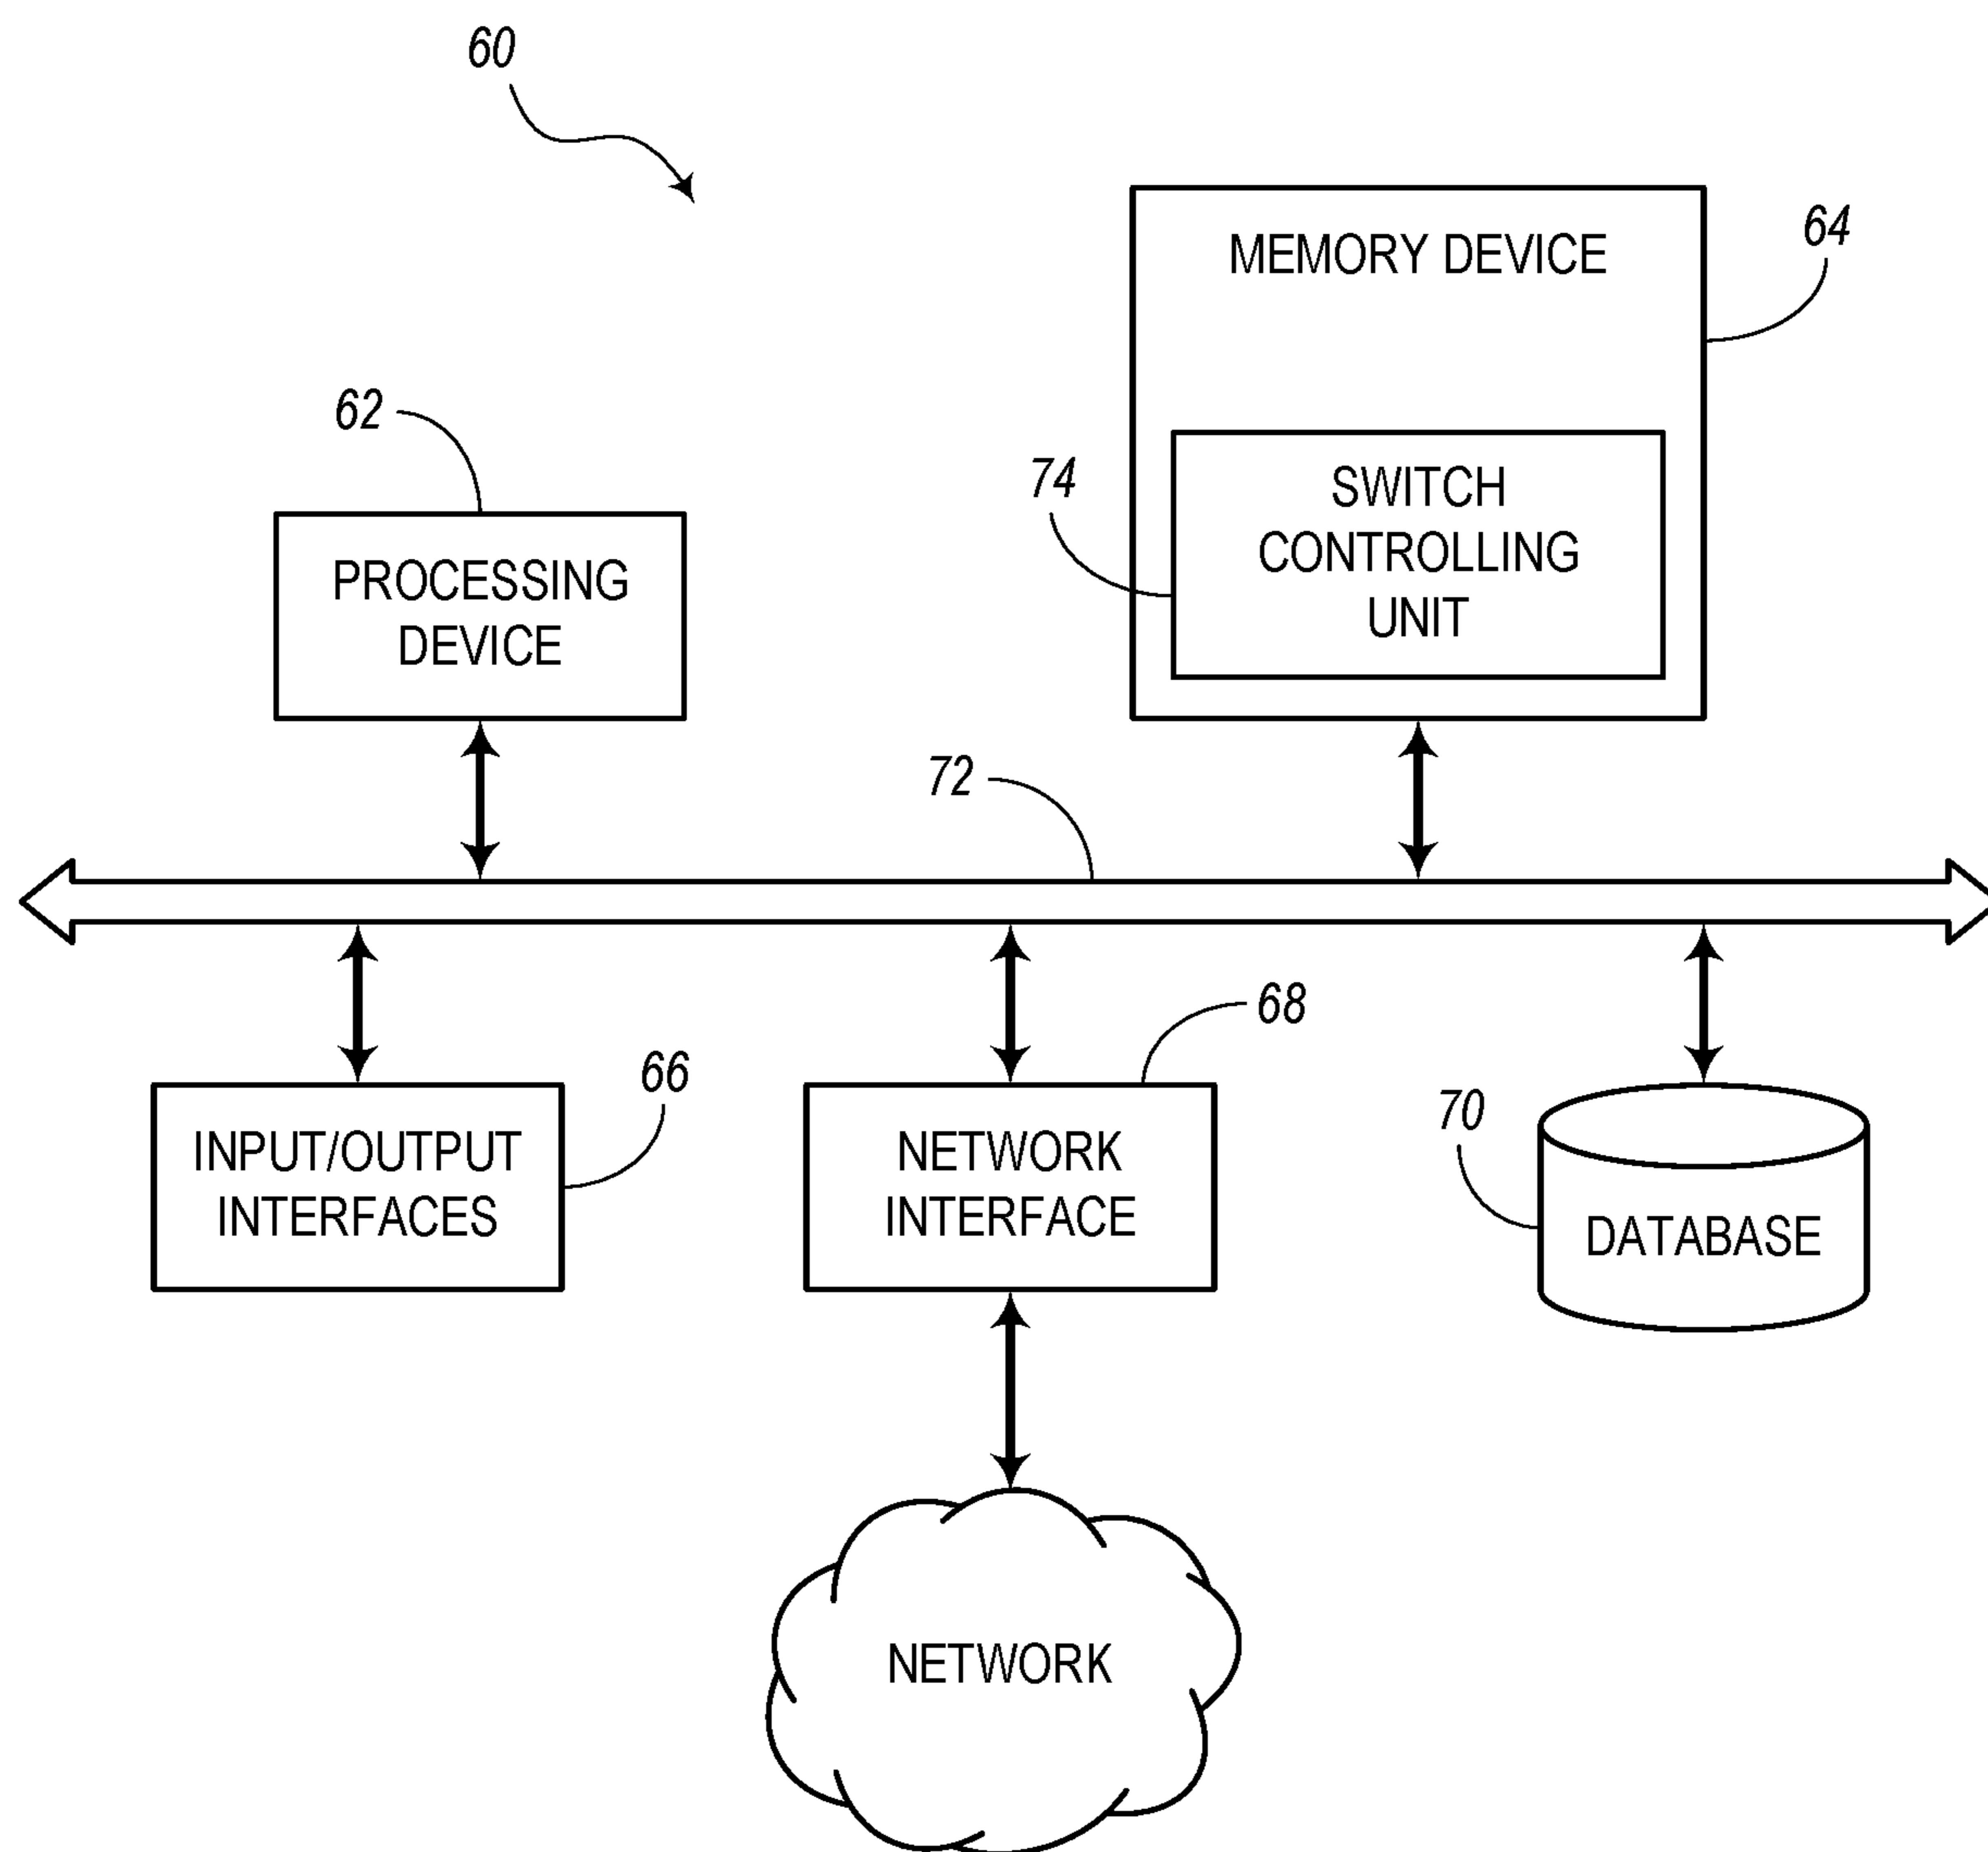 60
MEMORY DEVICE
64
62
74
SWITCH
CONTROLLING
UNIT
PROCESSING
DEVICE
72
68
66
70
INPUT/OUTPUT
INTERFACES
NETWORK
INTERFACE
DATABASE
NETWORK